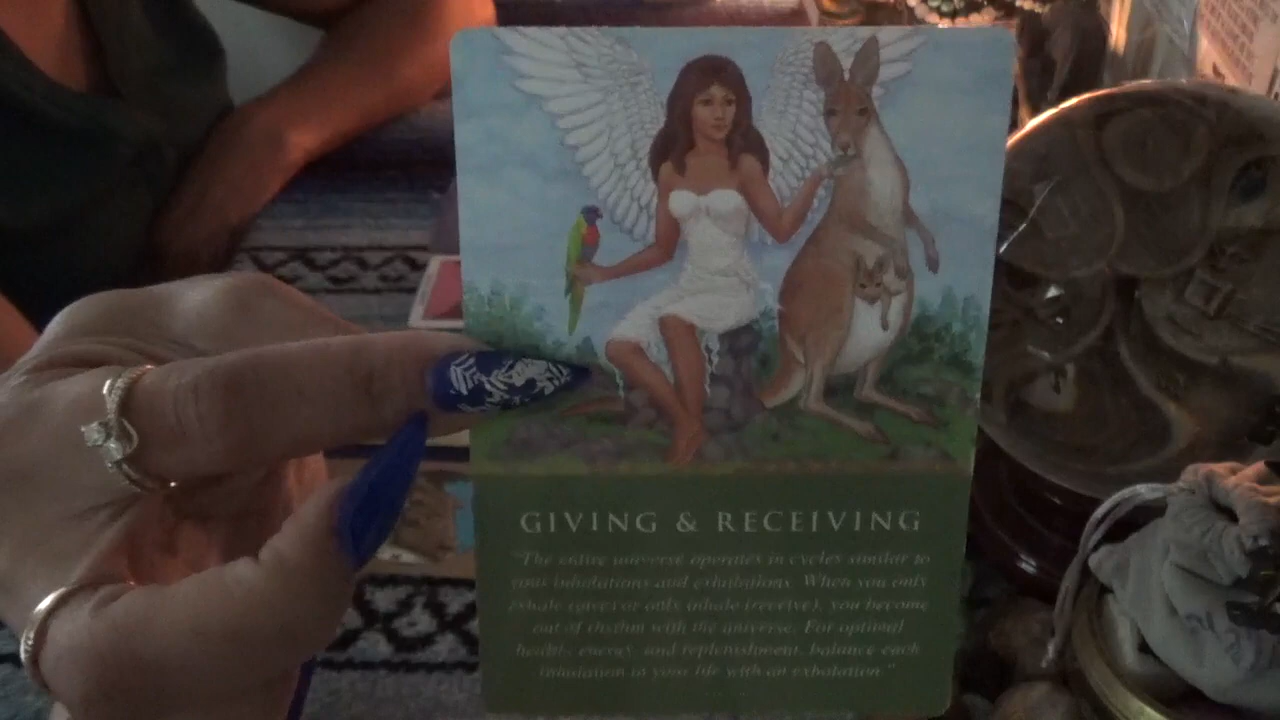 GIVING & RECEIVING
"The entire universe operates in cycles similar to
your inhalations and exhalations. When you only
exhale (give) or only inhale (receive), you become
out of rhythm with the universe. For optimal
health, energy, and replenishment, balance each
inhalation in your life with an exhalation."